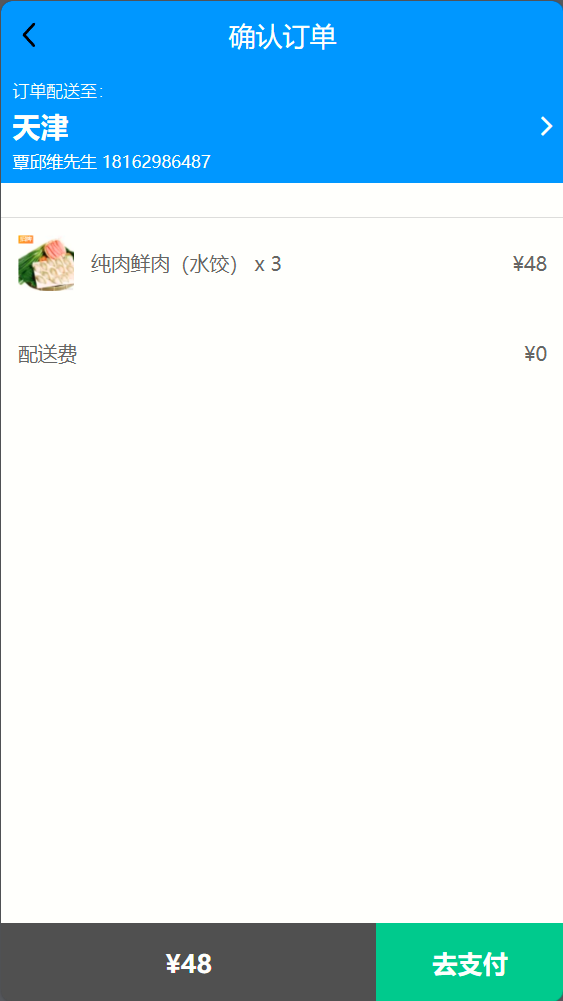 确认订单
订单配送至：
天津
覃邱维先生 18162986487
纯肉鲜肉（水饺） x 3 ¥48
配送费 ¥0
¥48 去支付